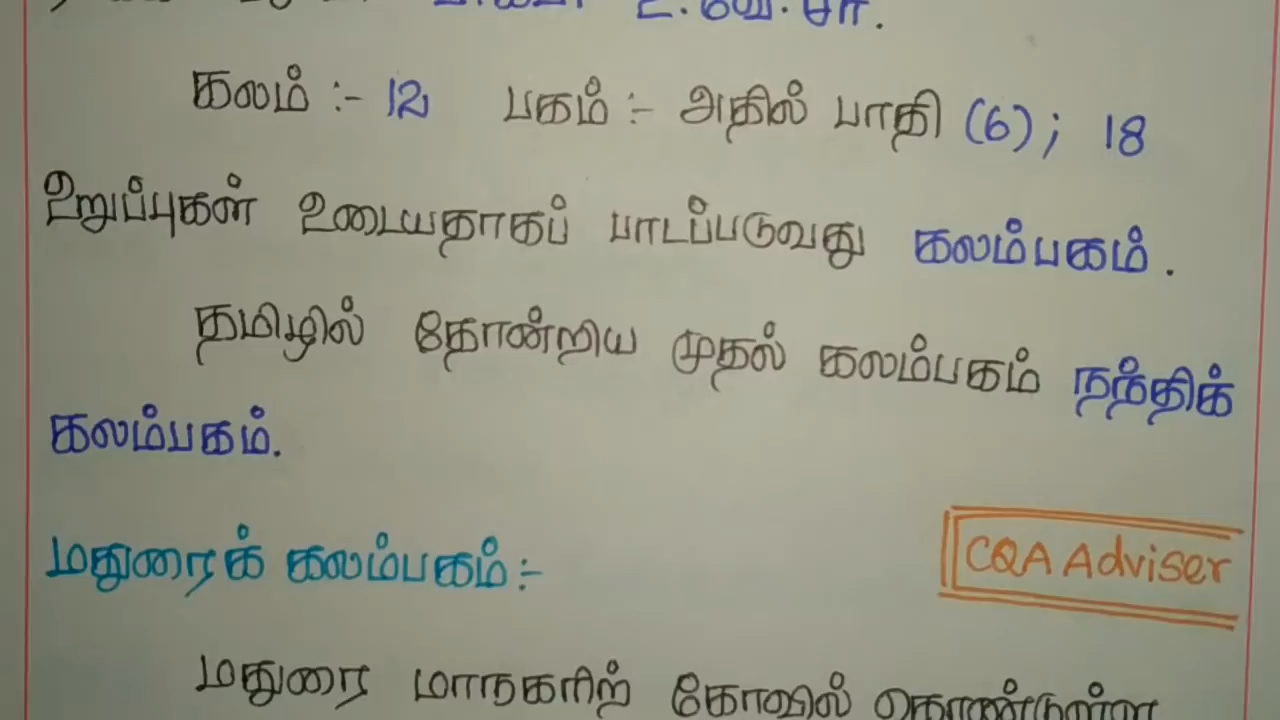 உ.வே.சா.
கலம் :- 12 பகம் :- அதில் பாதி (6); 18
உறுப்புகள் உடையதாகப் பாடப்படுவது கலம்பகம்.
தமிழில் தோன்றிய முதல் கலம்பகம் நந்திக்
கலம்பகம்.
மதுரைக் கலம்பகம்:-
CQA Adviser
மதுரை மாநகரிற் கோவில் கொண்டுள்ள